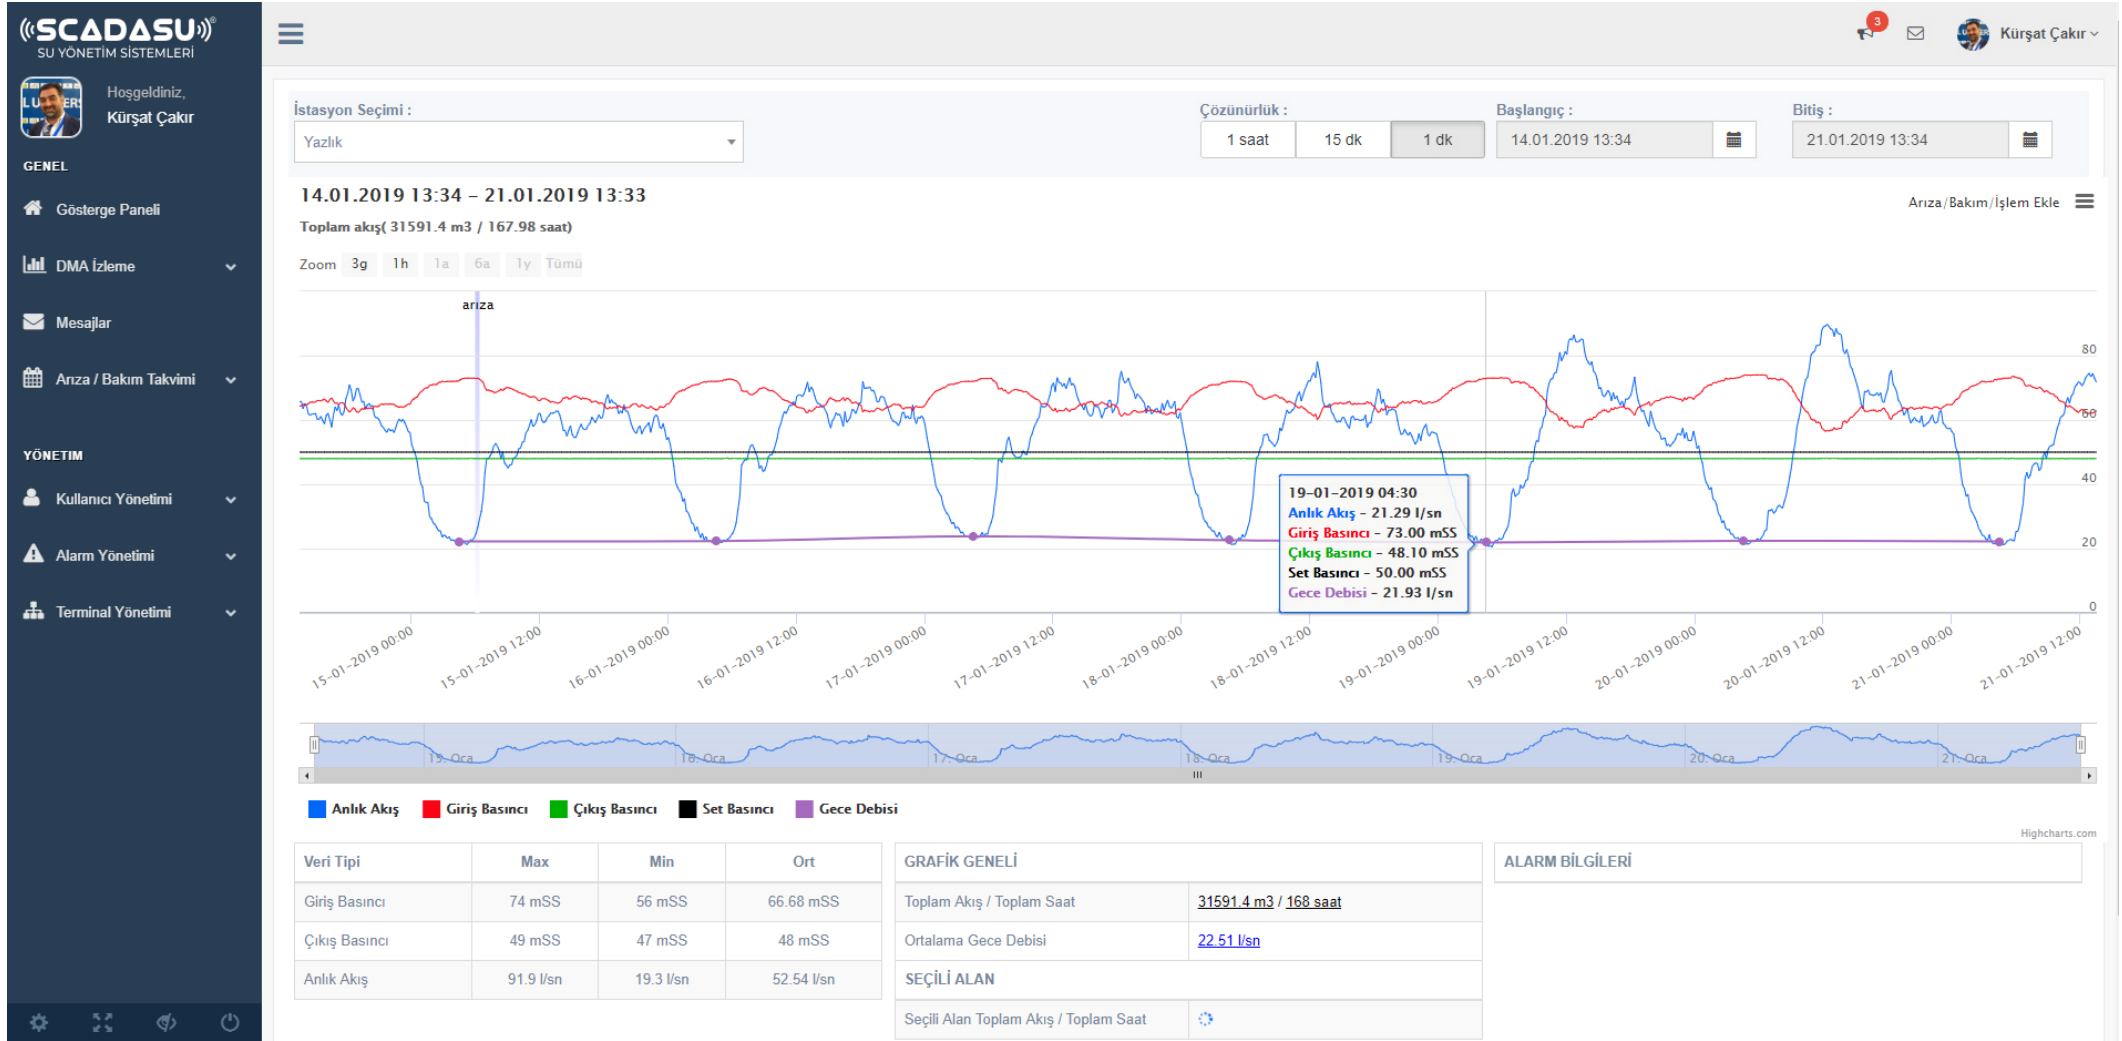 ((SCADASU))®
SU YÖNETİM SİSTEMLERİ
Hoşgeldiniz,
Kürşat Çakır
GENEL
Gösterge Paneli
DMA İzleme
Mesajlar
Arıza / Bakım Takvimi
YÖNETIM
Kullanıcı Yönetimi
Alarm Yönetimi
Terminal Yönetimi
3
Kürşat Çakır
İstasyon Seçimi :
Yazlık
Çözünürlük :
1 saat 15 dk 1 dk
Başlangıç :
14.01.2019 13:34
Bitiş :
21.01.2019 13:34
14.01.2019 13:34 – 21.01.2019 13:33
Toplam akış( 31591.4 m3 / 167.98 saat)
Arıza/Bakım/İşlem Ekle
Zoom 3g 1h 1a 6a 1y Tümü
arıza
80
60
40
20
0
19-01-2019 04:30
Anlık Akış – 21.29 l/sn
Giriş Basıncı – 73.00 mSS
Çıkış Basıncı – 48.10 mSS
Set Basıncı – 50.00 mSS
Gece Debisi – 21.93 l/sn
15-01-2019 00:00
15-01-2019 12:00
16-01-2019 00:00
16-01-2019 12:00
17-01-2019 00:00
17-01-2019 12:00
18-01-2019 00:00
18-01-2019 12:00
19-01-2019 00:00
19-01-2019 12:00
20-01-2019 00:00
20-01-2019 12:00
21-01-2019 00:00
21-01-2019 12:00
15. Oca 16. Oca 17. Oca 18. Oca 19. Oca 20. Oca 21. Oca
Anlık Akış Giriş Basıncı Çıkış Basıncı Set Basıncı Gece Debisi
Highcharts.com
Veri Tipi Max Min Ort
Giriş Basıncı 74 mSS 56 mSS 66.68 mSS
Çıkış Basıncı 49 mSS 47 mSS 48 mSS
Anlık Akış 91.9 l/sn 19.3 l/sn 52.54 l/sn
GRAFİK GENELİ
Toplam Akış / Toplam Saat 31591.4 m3 / 168 saat
Ortalama Gece Debisi 22.51 l/sn
SEÇİLİ ALAN
Seçili Alan Toplam Akış / Toplam Saat
ALARM BİLGİLERİ